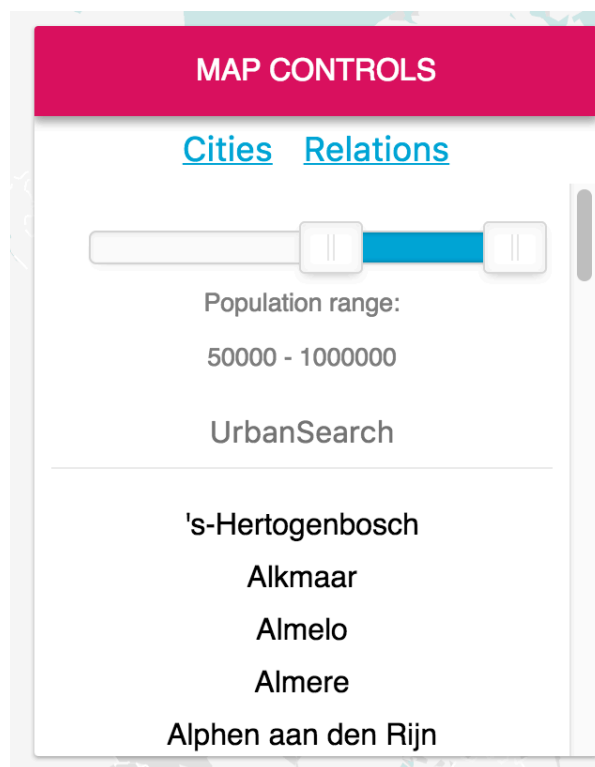 MAP CONTROLS
Cities Relations
Population range:
50000 - 1000000
UrbanSearch
's-Hertogenbosch
Alkmaar
Almelo
Almere
Alphen aan den Rijn